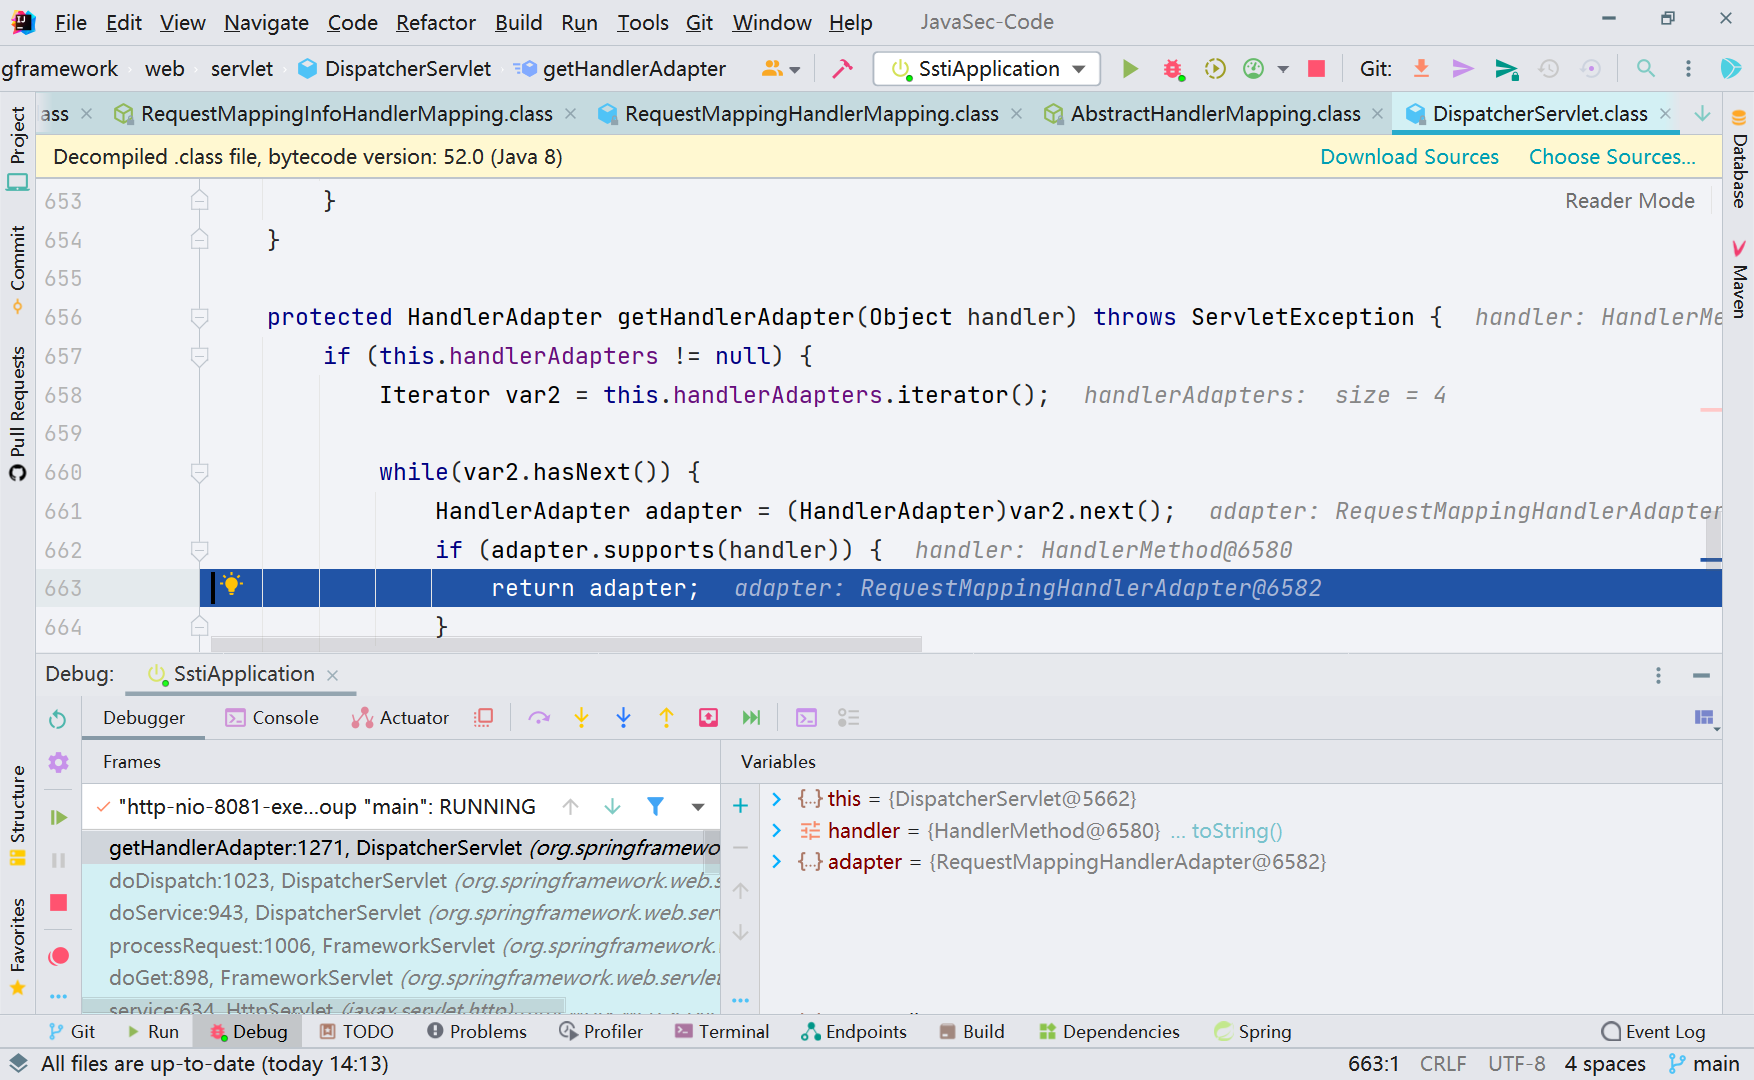 File Edit View Navigate Code Refactor Build Run Tools Git Window Help JavaSec-Code
gframework web servlet DispatcherServlet getHandlerAdapter SstiApplication Git:
ass RequestMappingInfoHandlerMapping.class RequestMappingHandlerMapping.class AbstractHandlerMapping.class DispatcherServlet.class
Decompiled .class file, bytecode version: 52.0 (Java 8) Download Sources Choose Sources...
Reader Mode
653 }
654 }
655
656 protected HandlerAdapter getHandlerAdapter(Object handler) throws ServletException { handler: HandlerMe
657 if (this.handlerAdapters != null) {
658 Iterator var2 = this.handlerAdapters.iterator(); handlerAdapters: size = 4
659
660 while(var2.hasNext()) {
661 HandlerAdapter adapter = (HandlerAdapter)var2.next(); adapter: RequestMappingHandlerAdapter
662 if (adapter.supports(handler)) { handler: HandlerMethod@6580
663 return adapter; adapter: RequestMappingHandlerAdapter@6582
664 }
Project
Commit
Pull Requests
Structure
Favorites
Database
Maven
Debug: SstiApplication
Debugger Console Actuator
Frames
"http-nio-8081-exe...oup "main": RUNNING
getHandlerAdapter:1271, DispatcherServlet (org.springframewo
doDispatch:1023, DispatcherServlet (org.springframework.web.s
doService:943, DispatcherServlet (org.springframework.web.ser
processRequest:1006, FrameworkServlet (org.springframework.
doGet:898, FrameworkServlet (org.springframework.web.servlet
service:634, HttpServlet (javax.servlet.http)
Variables
this = {DispatcherServlet@5662}
handler = {HandlerMethod@6580} ... toString()
adapter = {RequestMappingHandlerAdapter@6582}
Git Run Debug TODO Problems Profiler Terminal Endpoints Build Dependencies Spring Event Log
All files are up-to-date (today 14:13) 663:1 CRLF UTF-8 4 spaces main